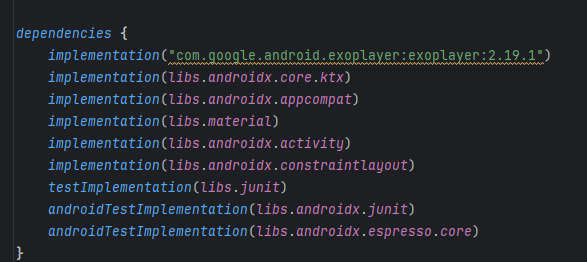 dependencies {
implementation("com.google.android.exoplayer:exoplayer:2.19.1")
implementation(libs.androidx.core.ktx)
implementation(libs.androidx.appcompat)
implementation(libs.material)
implementation(libs.androidx.activity)
implementation(libs.androidx.constraintlayout)
testImplementation(libs.junit)
androidTestImplementation(libs.androidx.junit)
androidTestImplementation(libs.androidx.espresso.core)
}